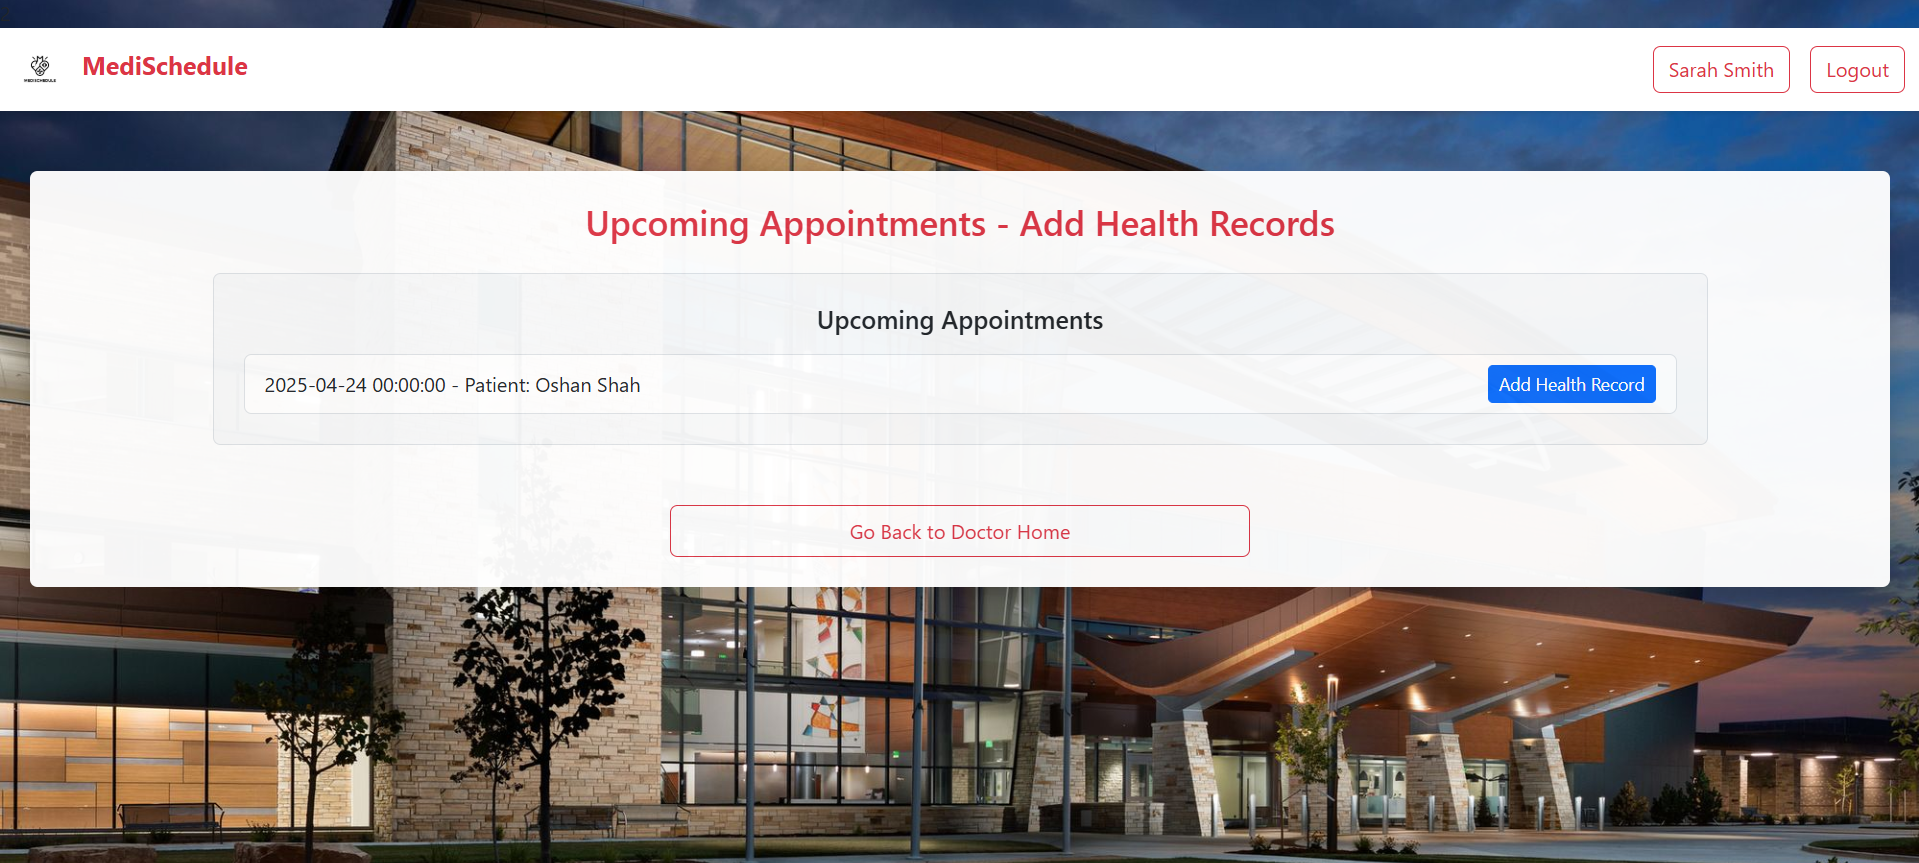 MEDISCHEDULE
MediSchedule
Sarah Smith
Logout
Upcoming Appointments - Add Health Records
Upcoming Appointments
2025-04-24 00:00:00 - Patient: Oshan Shah
Add Health Record
Go Back to Doctor Home